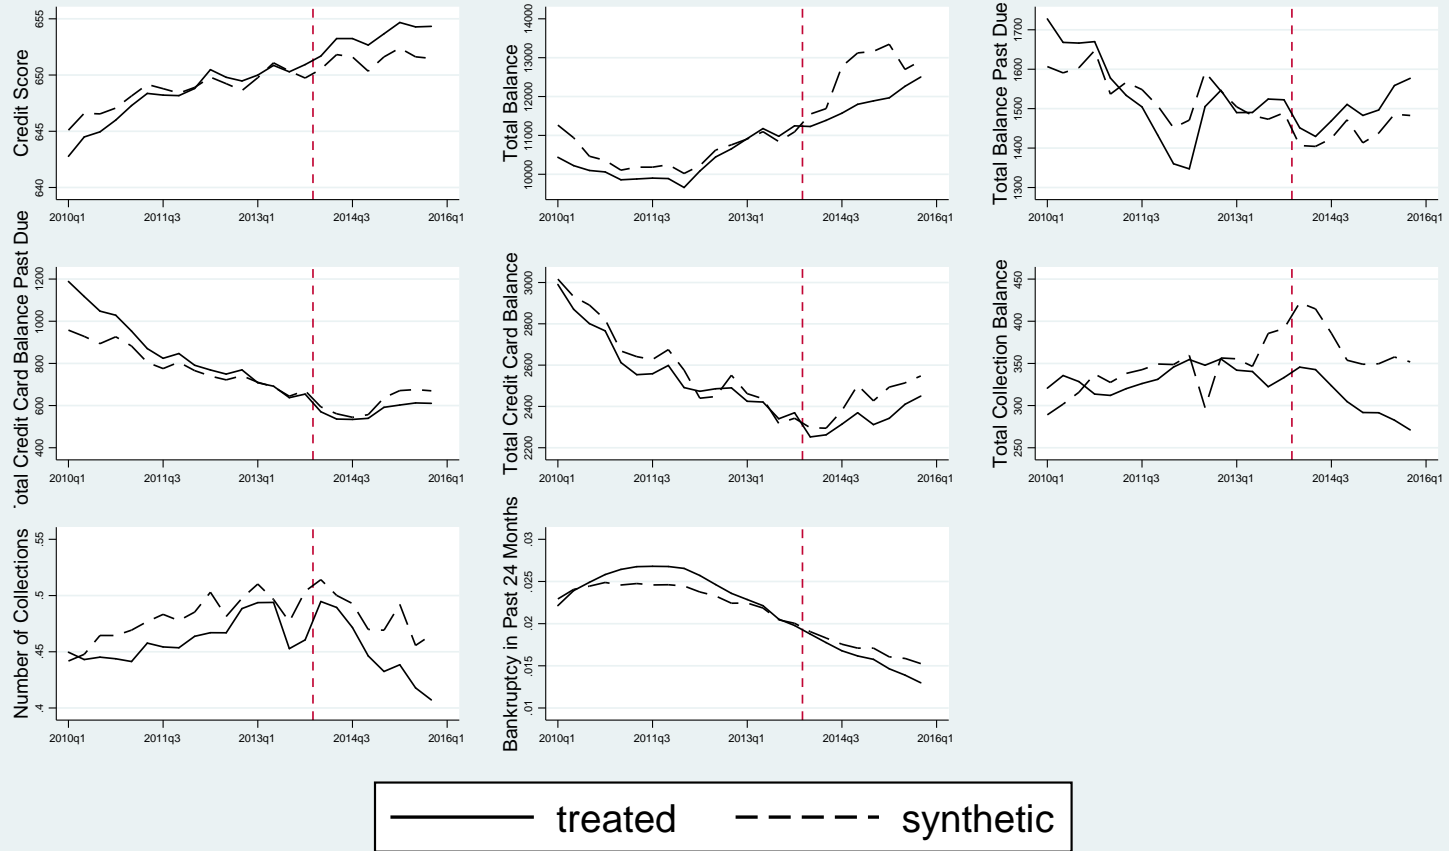 Credit Score
655
650
645
640
2010q1 2011q3 2013q1 2014q3 2016q1
Total Balance
14000
13000
12000
11000
10000
2010q1 2011q3 2013q1 2014q3 2016q1
Total Balance Past Due
1700
1600
1500
1400
1300
2010q1 2011q3 2013q1 2014q3 2016q1
otal Credit Card Balance Past Due
1200
1000
800
600
400
2010q1 2011q3 2013q1 2014q3 2016q1
Total Credit Card Balance
3000
2800
2600
2400
2200
2010q1 2011q3 2013q1 2014q3 2016q1
Total Collection Balance
450
400
350
300
250
2010q1 2011q3 2013q1 2014q3 2016q1
Number of Collections
.55
.5
.45
.4
2010q1 2011q3 2013q1 2014q3 2016q1
Bankruptcy in Past 24 Months
.03
.025
.02
.015
.01
2010q1 2011q3 2013q1 2014q3 2016q1
treated synthetic